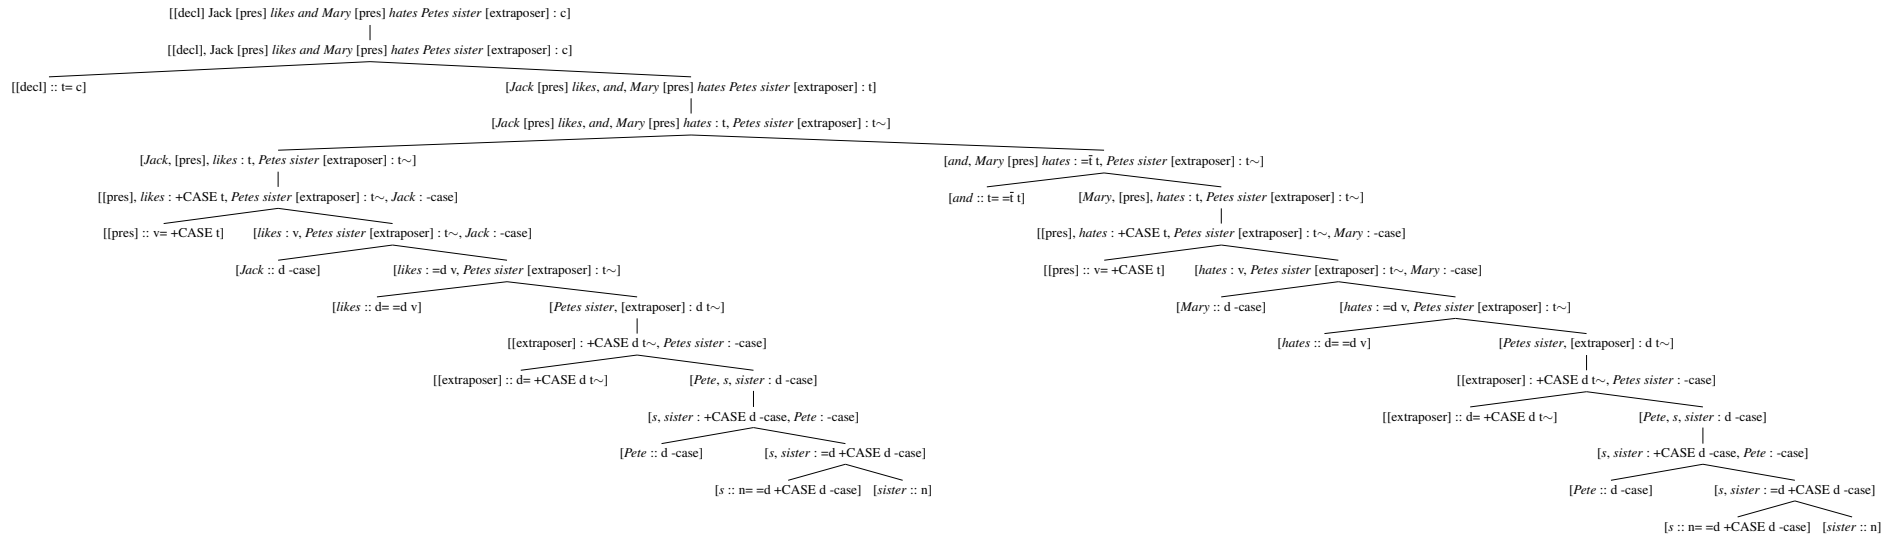 [[decl] Jack [pres] likes and Mary [pres] hates Petes sister [extraposer] : c]
[[decl], Jack [pres] likes and Mary [pres] hates Petes sister [extraposer] : c]
[[decl] :: t= c] [Jack [pres] likes, and, Mary [pres] hates Petes sister [extraposer] : t]
[Jack [pres] likes, and, Mary [pres] hates : t, Petes sister [extraposer] : t∼]
[Jack, [pres], likes : t, Petes sister [extraposer] : t∼] [and, Mary [pres] hates : =t̄ t, Petes sister [extraposer] : t∼]
[[pres], likes : +CASE t, Petes sister [extraposer] : t∼, Jack : -case] [and :: t= =t̄ t] [Mary, [pres], hates : t, Petes sister [extraposer] : t∼]
[[pres] :: v= +CASE t] [likes : v, Petes sister [extraposer] : t∼, Jack : -case] [[pres], hates : +CASE t, Petes sister [extraposer] : t∼, Mary : -case]
[Jack :: d -case] [likes : =d v, Petes sister [extraposer] : t∼] [[pres] :: v= +CASE t] [hates : v, Petes sister [extraposer] : t∼, Mary : -case]
[likes :: d= =d v] [Petes sister, [extraposer] : d t∼] [Mary :: d -case] [hates : =d v, Petes sister [extraposer] : t∼]
[[extraposer] : +CASE d t∼, Petes sister : -case] [hates :: d= =d v] [Petes sister, [extraposer] : d t∼]
[[extraposer] :: d= +CASE d t∼] [Pete, s, sister : d -case] [[extraposer] : +CASE d t∼, Petes sister : -case]
[s, sister : +CASE d -case, Pete : -case] [[extraposer] :: d= +CASE d t∼] [Pete, s, sister : d -case]
[Pete :: d -case] [s, sister : =d +CASE d -case] [s, sister : +CASE d -case, Pete : -case]
[s :: n= =d +CASE d -case] [sister :: n] [Pete :: d -case] [s, sister : =d +CASE d -case]
[s :: n= =d +CASE d -case] [sister :: n]